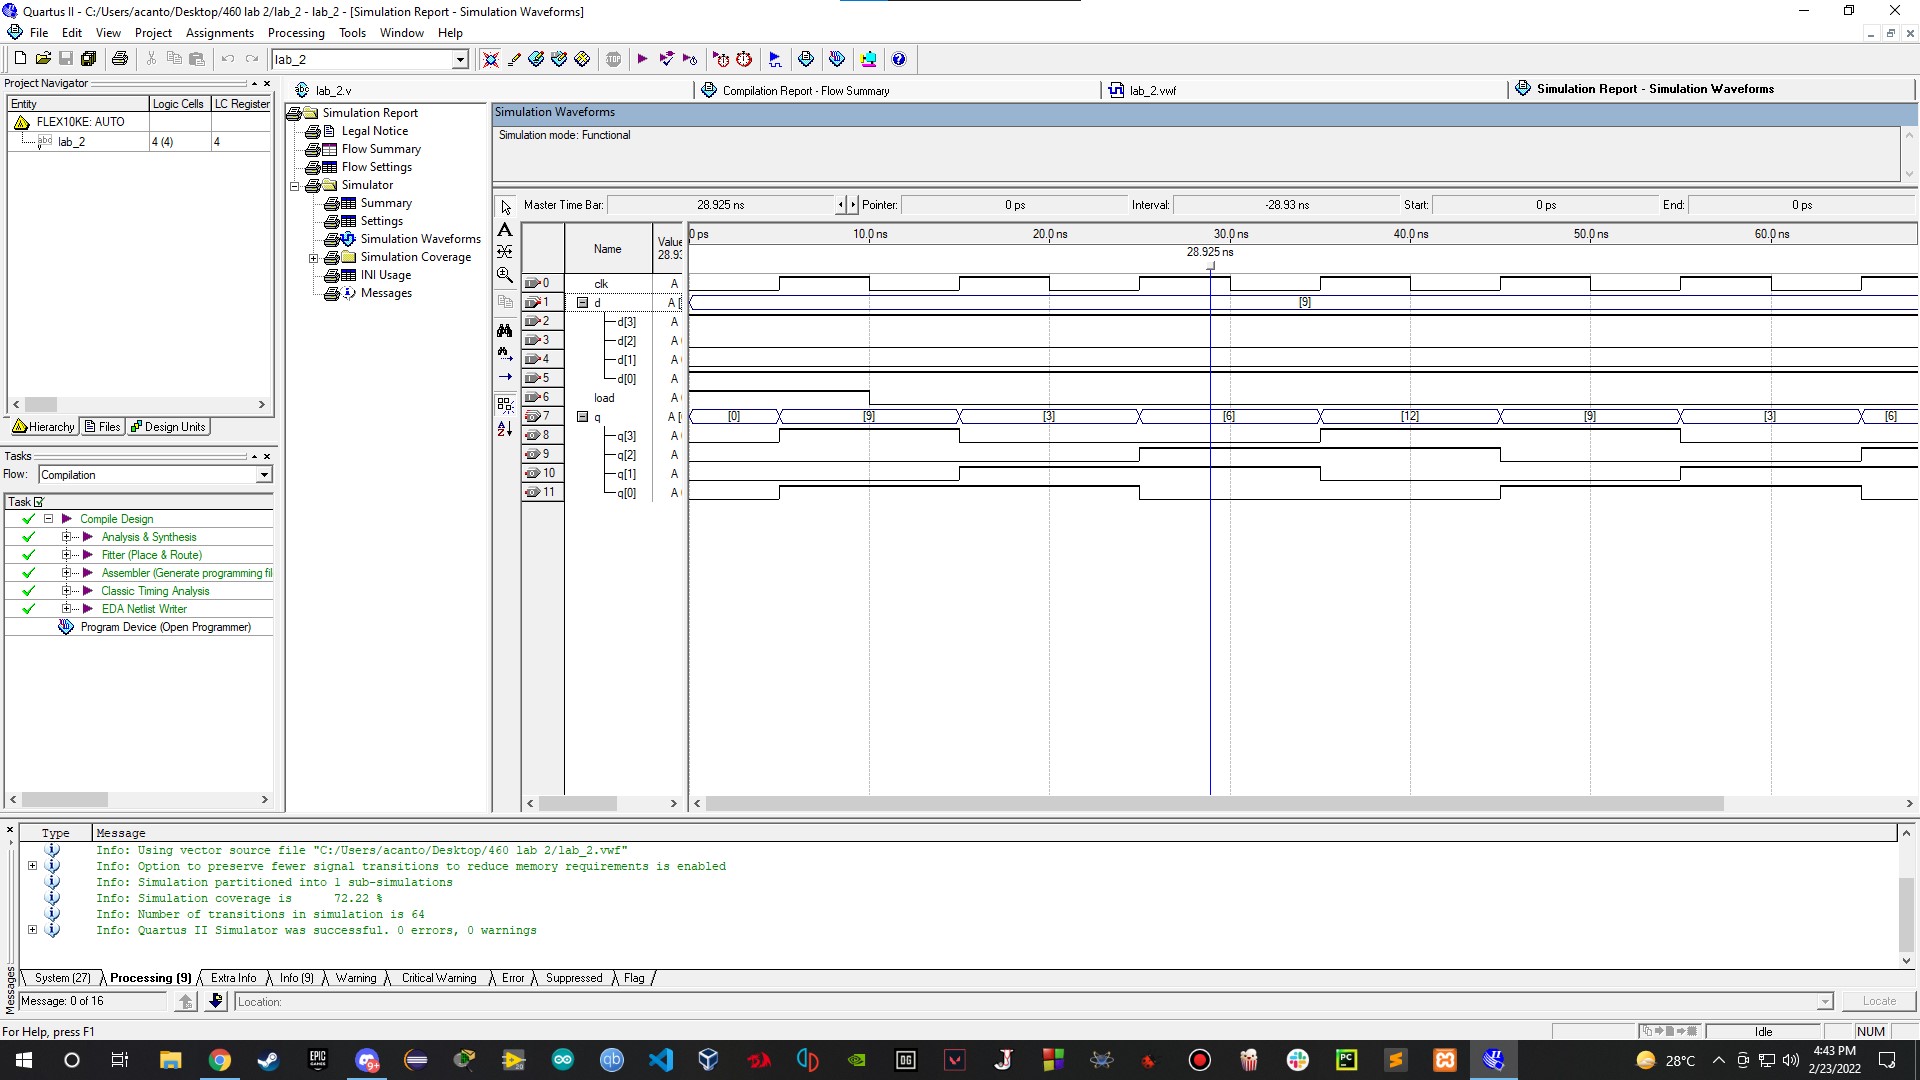 Quartus II - C:/Users/acanto/Desktop/460 lab 2/lab_2 - lab_2 - [Simulation Report - Simulation Waveforms]
File Edit View Project Assignments Processing Tools Window Help
lab_2
Project Navigator
Entity Logic Cells LC Register
FLEX10KE: AUTO
lab_2 4 (4) 4
Hierarchy Files Design Units
Tasks
Flow: Compilation
Task
Compile Design
Analysis & Synthesis
Fitter (Place & Route)
Assembler (Generate programming fil
Classic Timing Analysis
EDA Netlist Writer
Program Device (Open Programmer)
lab_2.v Compilation Report - Flow Summary lab_2.vwf Simulation Report - Simulation Waveforms
Simulation Report
Legal Notice
Flow Summary
Flow Settings
Simulator
Summary
Settings
Simulation Waveforms
Simulation Coverage
INI Usage
Messages
Simulation Waveforms
Simulation mode: Functional
Master Time Bar: 28.925 ns Pointer: 0 ps Interval: -28.93 ns Start: 0 ps End: 0 ps
Name Value 28.93
0 ps 10.0 ns 20.0 ns 30.0 ns 40.0 ns 50.0 ns 60.0 ns
28.925 ns
0 clk A
1 d A [ [9]
2 d[3] A
3 d[2] A
4 d[1] A
5 d[0] A
6 load A
7 q A [ [0] [9] [3] [6] [12] [9] [3] [6]
8 q[3] A
9 q[2] A
10 q[1] A
11 q[0] A
Type Message
Info: Using vector source file "C:/Users/acanto/Desktop/460 lab 2/lab_2.vwf"
Info: Option to preserve fewer signal transitions to reduce memory requirements is enabled
Info: Simulation partitioned into 1 sub-simulations
Info: Simulation coverage is 72.22 %
Info: Number of transitions in simulation is 64
Info: Quartus II Simulator was successful. 0 errors, 0 warnings
System (27) Processing (9) Extra Info Info (9) Warning Critical Warning Error Suppressed Flag
Messages
Message: 0 of 16 Location: Locate
For Help, press F1 Idle NUM
28°C 4:43 PM
2/23/2022